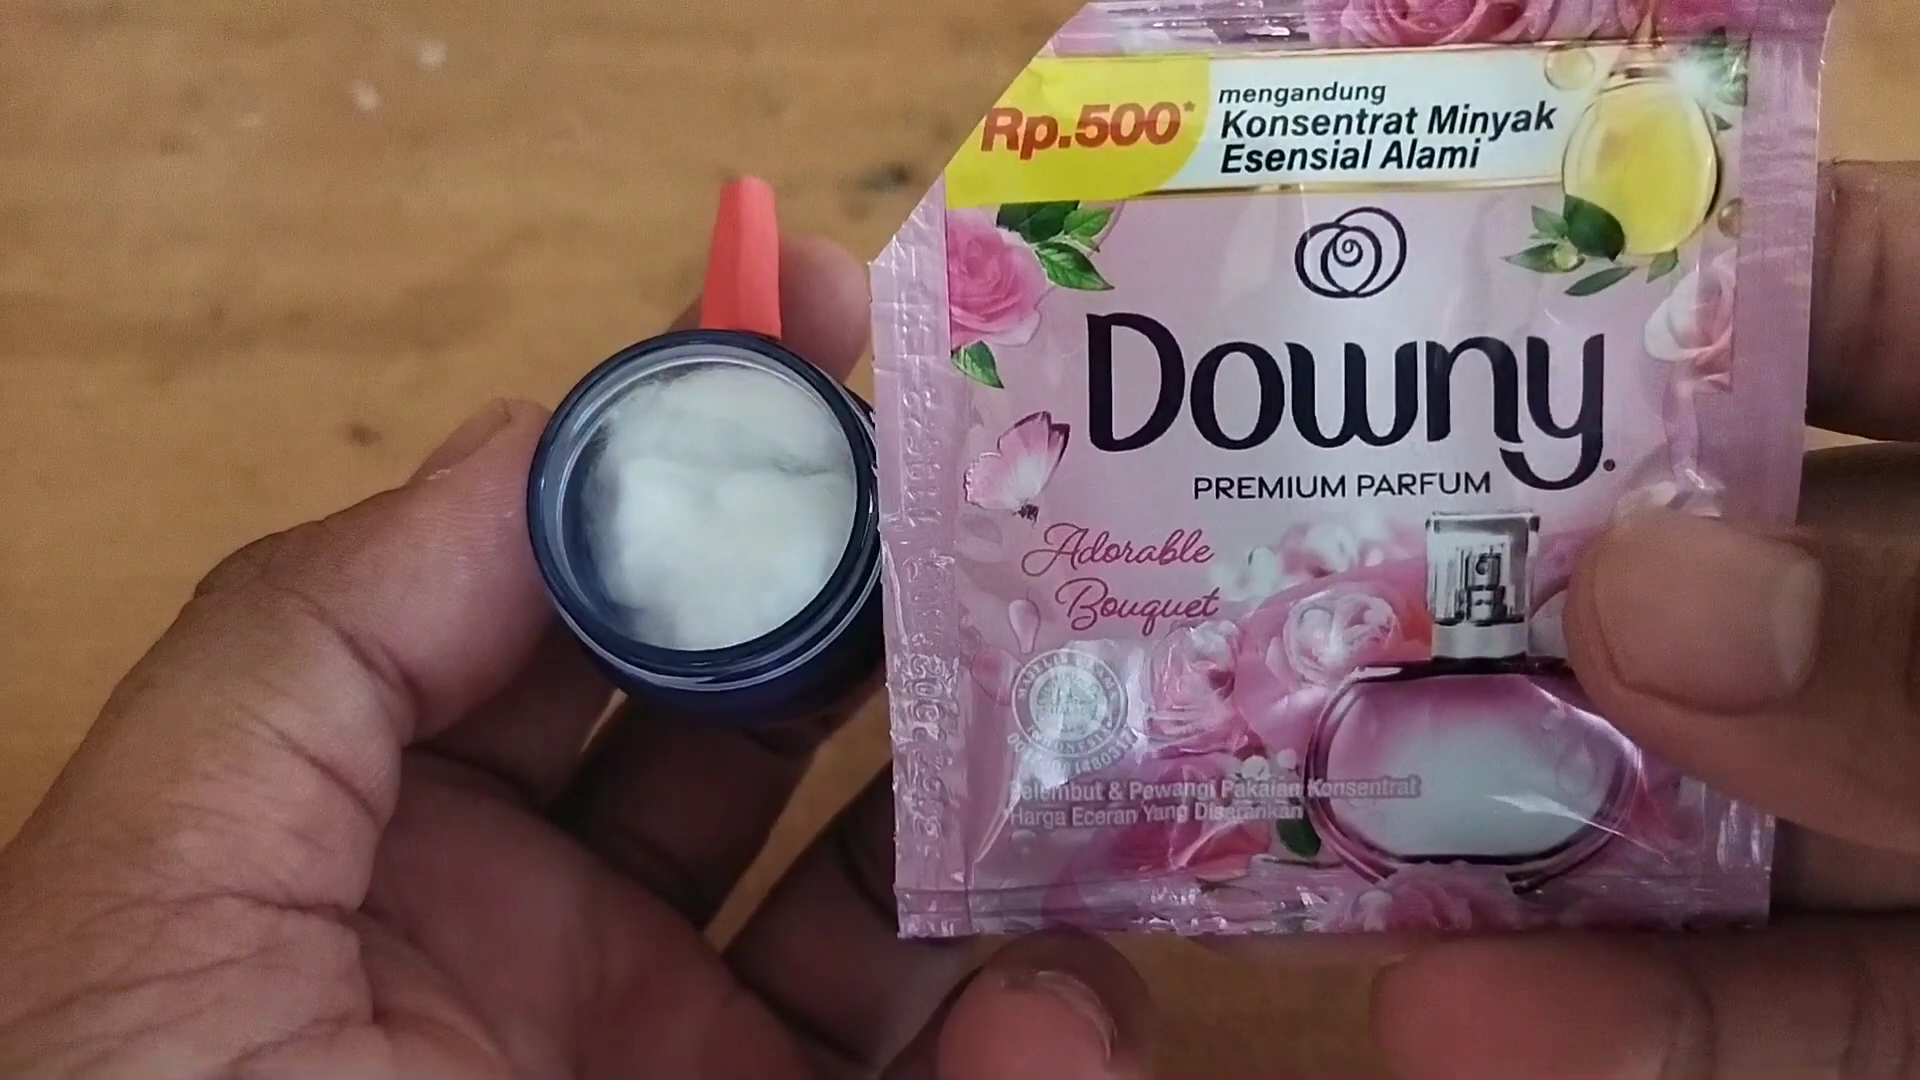 Rp.500*
mengandung
Konsentrat Minyak
Esensial Alami
Downy
PREMIUM PARFUM
Adorable
Bouquet
Pelembut & Pewangi Pakaian Konsentrat
Harga Eceran Yang Disarankan